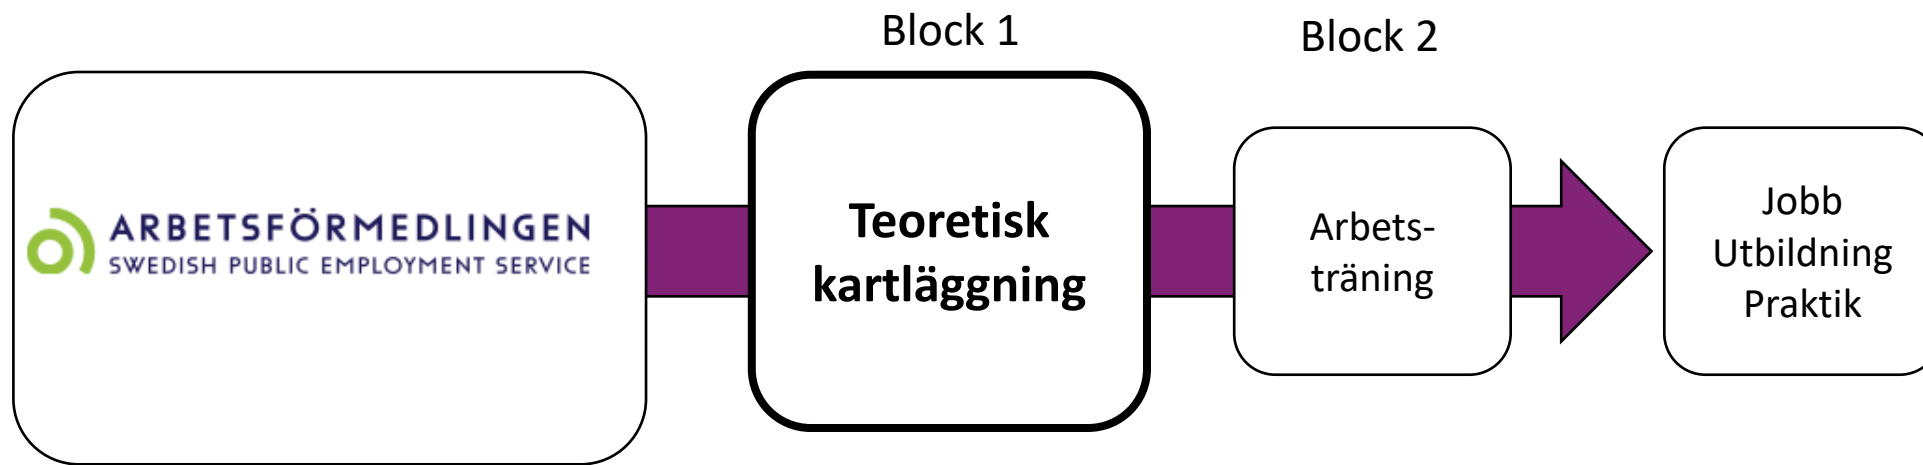 Block 1
Block 2
ARBETSFÖRMEDLINGEN
SWEDISH PUBLIC EMPLOYMENT SERVICE
Teoretisk
kartläggning
Arbets-
träning
Jobb
Utbildning
Praktik